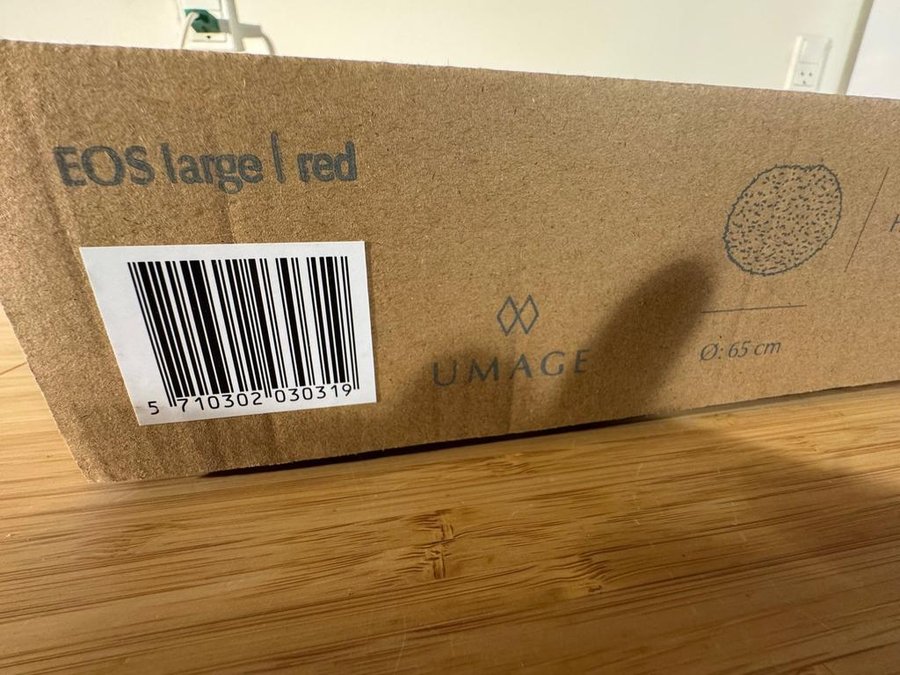 EOS large | red
5 710302 030319
UMAGE
Ø: 65 cm